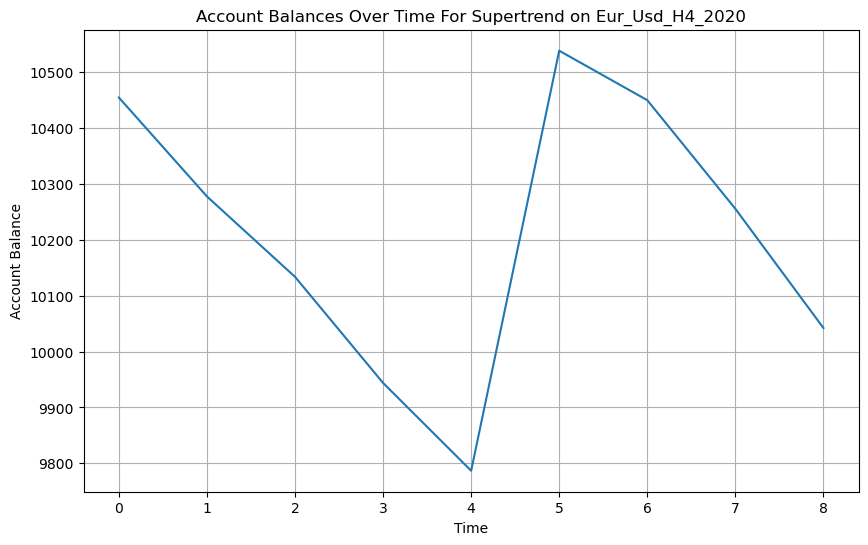 Account Balances Over Time For Supertrend on Eur_Usd_H4_2020
10500
10400
10300
10200
10100
10000
9900
9800
Account Balance
0 1 2 3 4 5 6 7 8
Time